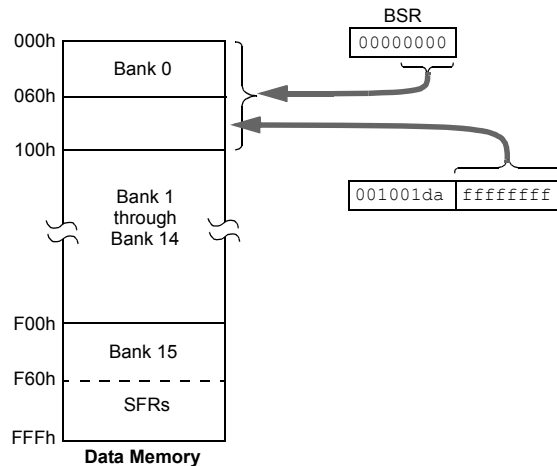 BSR
00000000
000h
Bank 0
060h
100h
001001da ffffffff
Bank 1
through
Bank 14
F00h
Bank 15
F60h
SFRs
FFFh
Data Memory